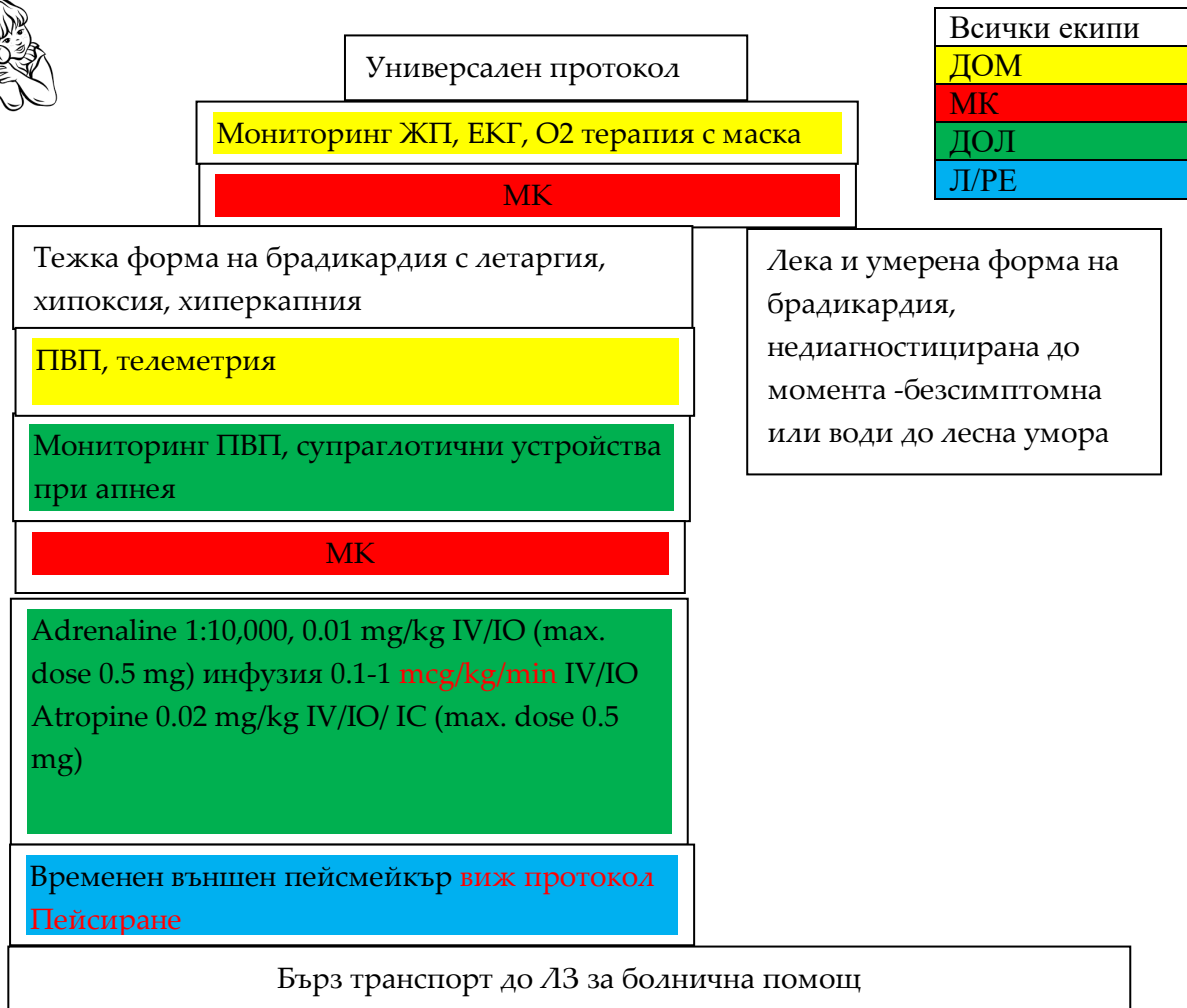 Всички екипи
ДОМ
МК
ДОЛ
Л/РЕ
Универсален протокол
Мониторинг ЖП, ЕКГ, О2 терапия с маска
МК
Тежка форма на брадикардия с летаргия,
хипоксия, хиперкапния
ПВП, телеметрия
Мониторинг ПВП, супраглотични устройства
при апнея
МК
Adrenaline 1:10,000, 0.01 mg/kg IV/IO (max.
dose 0.5 mg) инфузия 0.1-1 mcg/kg/min IV/IO
Atropine 0.02 mg/kg IV/IO/ IC (max. dose 0.5
mg)
Временен външен пейсмейкър виж протокол
Пейсиране
Лека и умерена форма на
брадикардия,
недиагностицирана до
момента -безсимптомна
или води до лесна умора
Бърз транспорт до ЛЗ за болнична помощ